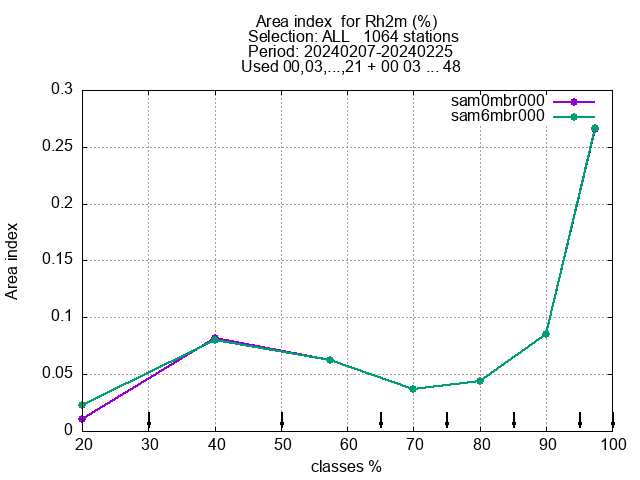 Area index  for Rh2m (%)
Selection: ALL   1064 stations
Period: 20240207-20240225
Used 00,03,...,21 + 00 03 ... 48
sam0mbr000
sam6mbr000
0.3
0.25
0.2
0.15
0.1
0.05
0
Area index
20 30 40 50 60 70 80 90 100
classes %